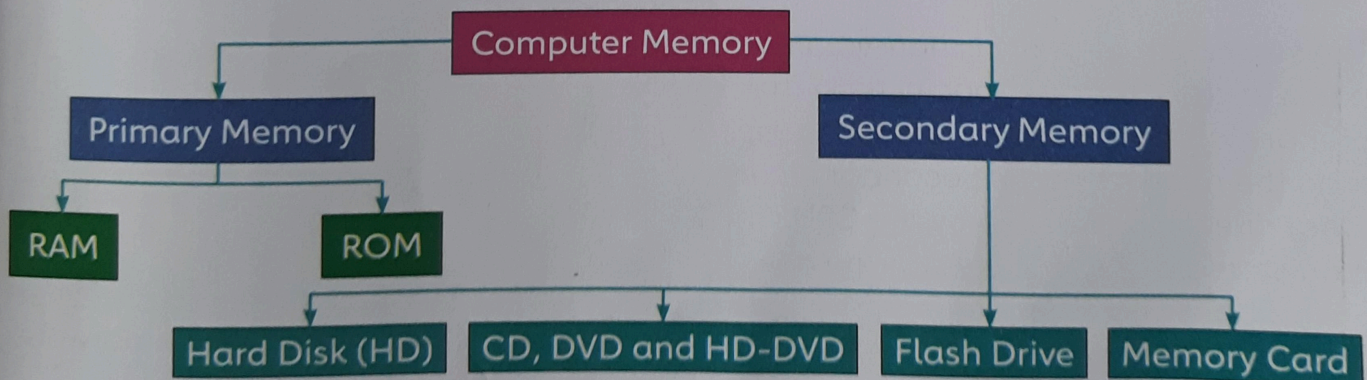 Computer Memory
Primary Memory
Secondary Memory
RAM
ROM
Hard Disk (HD)
CD, DVD and HD-DVD
Flash Drive
Memory Card